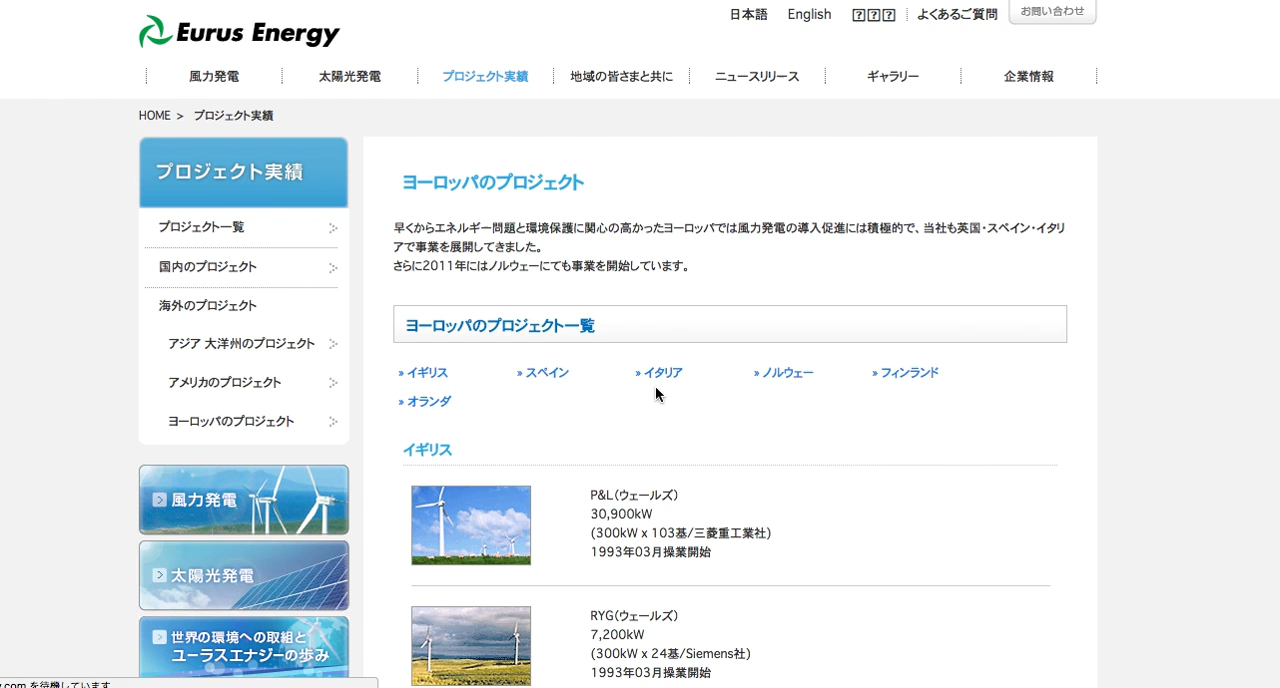 日本語 English よくあるご質問 お問い合わせ
Eurus Energy
風力発電 太陽光発電 プロジェクト実績 地域の皆さまと共に ニュースリリース ギャラリー 企業情報
HOME > プロジェクト実績
プロジェクト実績
プロジェクト一覧
国内のプロジェクト
海外のプロジェクト
アジア 大洋州のプロジェクト
アメリカのプロジェクト
ヨーロッパのプロジェクト
風力発電
太陽光発電
世界の環境への取組と
ユーラスエナジーの歩み
ヨーロッパのプロジェクト
早くからエネルギー問題と環境保護に関心の高かったヨーロッパでは風力発電の導入促進には積極的で、当社も英国・スペイン・イタリ
アで事業を展開してきました。
さらに2011年にはノルウェーにても事業を開始しています。
ヨーロッパのプロジェクト一覧
» イギリス » スペイン » イタリア » ノルウェー » フィンランド
» オランダ
イギリス
P&L(ウェールズ)
30,900kW
(300kW x 103基/三菱重工業社)
1993年03月操業開始
RYG(ウェールズ)
7,200kW
(300kW x 24基/Siemens社)
1993年03月操業開始
y.com を待機しています